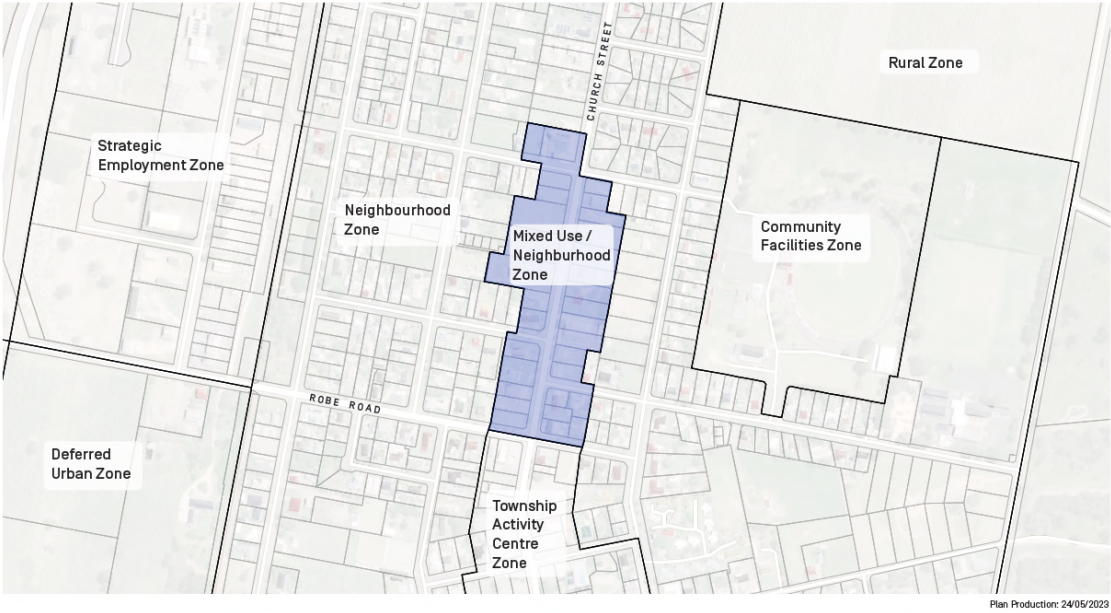 CHURCH STREET
Rural Zone
Strategic
Employment Zone
Neighbourhood
Zone
Mixed Use /
Neighburhood
Zone
Community
Facilities Zone
ROBE ROAD
Deferred
Urban Zone
Township
Activity
Centre
Zone
Plan Production: 24/05/2023